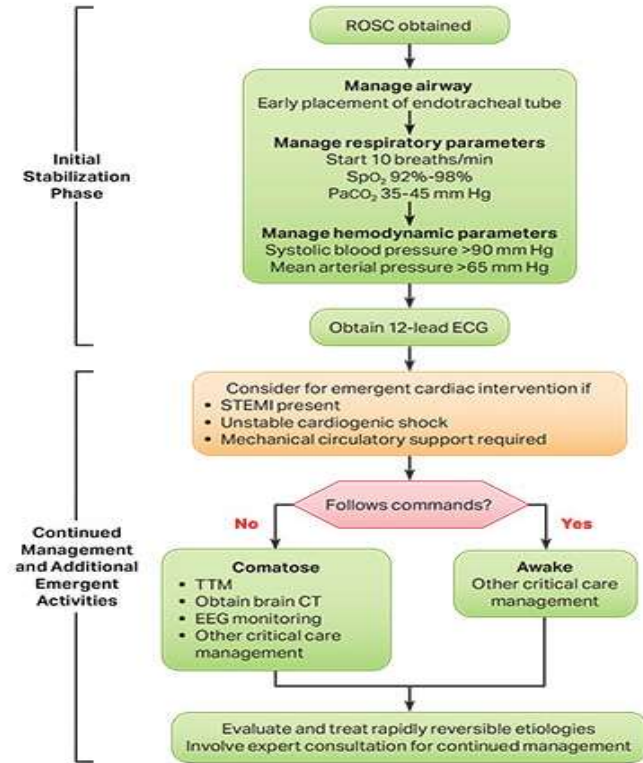 ROSC obtained
Manage airway
Early placement of endotracheal tube
Manage respiratory parameters
Start 10 breaths/min
SpO₂ 92%-98%
PaCO₂ 35-45 mm Hg
Manage hemodynamic parameters
Systolic blood pressure >90 mm Hg
Mean arterial pressure >65 mm Hg
Initial
Stabilization
Phase
Obtain 12-lead ECG
Consider for emergent cardiac intervention if
• STEMI present
• Unstable cardiogenic shock
• Mechanical circulatory support required
Follows commands?
No
Yes
Continued
Management
and Additional
Emergent
Activities
Comatose
• TTM
• Obtain brain CT
• EEG monitoring
• Other critical care
management
Awake
Other critical care
management
Evaluate and treat rapidly reversible etiologies
Involve expert consultation for continued management